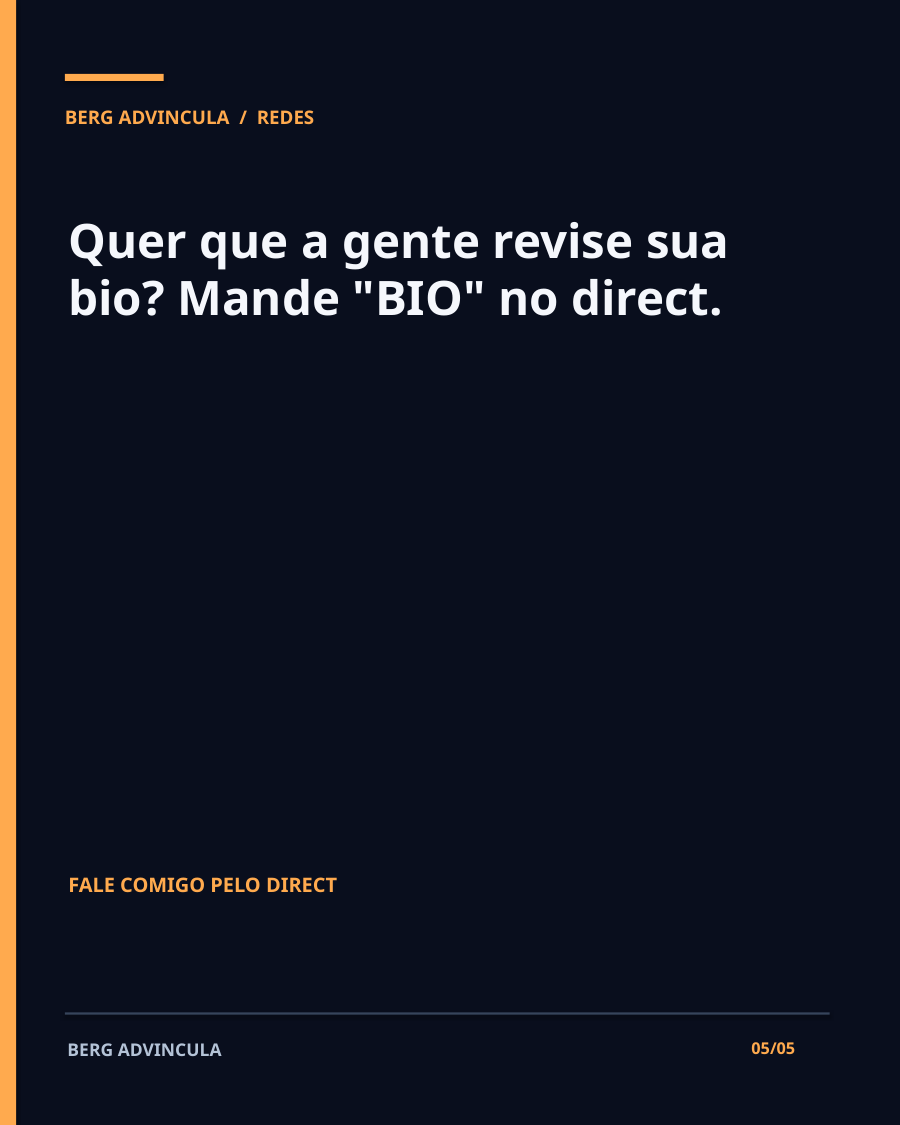 BERG ADVINCULA / REDES
Quer que a gente revise sua
bio? Mande "BIO" no direct.
FALE COMIGO PELO DIRECT
BERG ADVINCULA
05/05